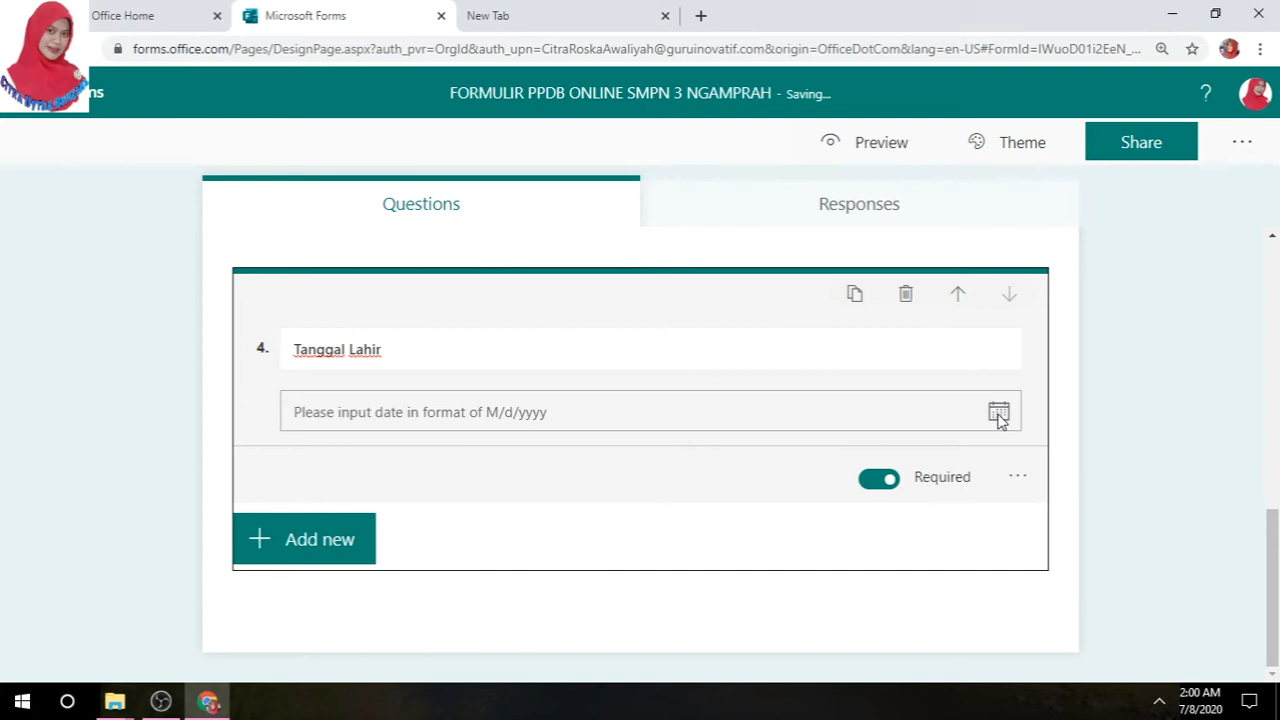 Office Home
Microsoft Forms
New Tab
forms.office.com/Pages/DesignPage.aspx?auth_pvr=OrgId&auth_upn=CitraRoskaAwaliyah@guruinovatif.com&origin=OfficeDotCom&lang=en-US#FormId=IWuoD01i2EeN_...
ns
FORMULIR PPDB ONLINE SMPN 3 NGAMPRAH - Saving...
?
Preview
Theme
Share
Questions
Responses
4. Tanggal Lahir
Please input date in format of M/d/yyyy
Required
Add new
2:00 AM
7/8/2020